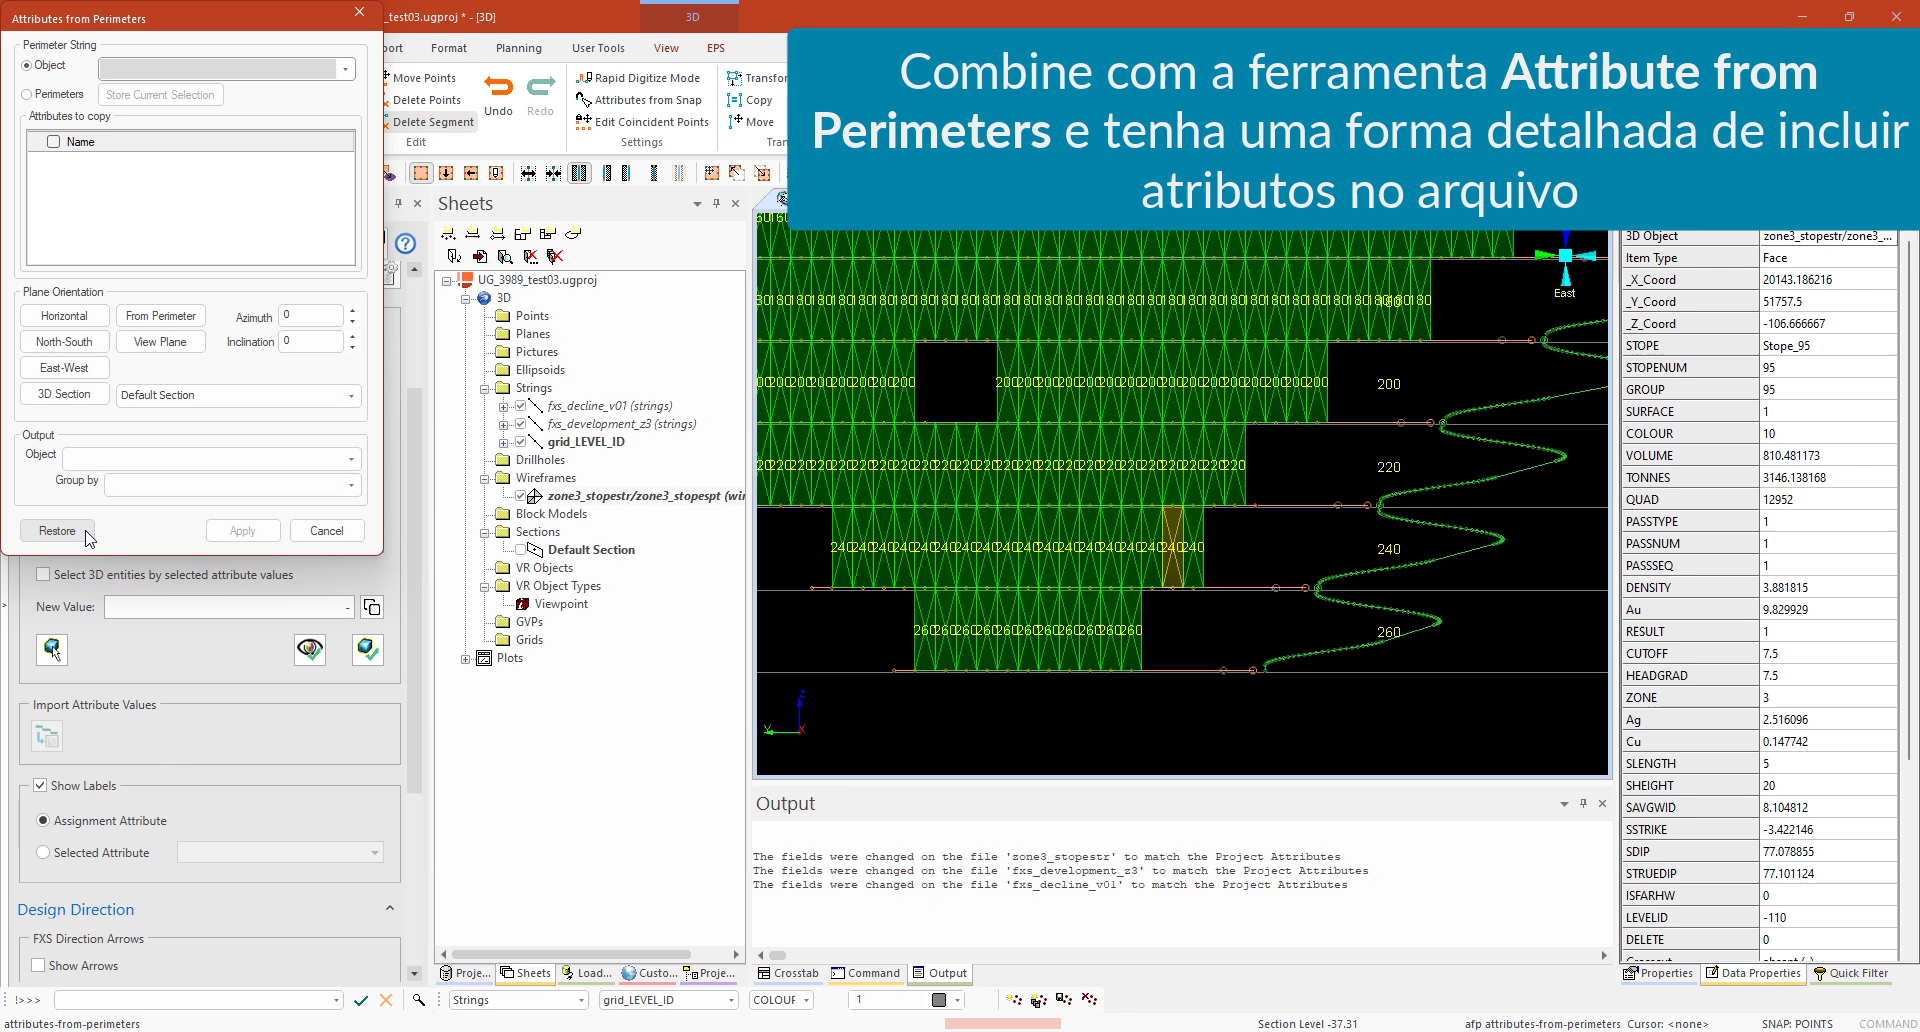 Attributes from Perimeters
_test03.ugproj * - [3D]
3D
Combine com a ferramenta Attribute from
Perimeters e tenha uma forma detalhada de incluir
atributos no arquivo
Perimeter String
Object
Perimeters
Store Current Selection
Attributes to copy
Name
Plane Orientation
Horizontal
From Perimeter
Azimuth
0
North-South
View Plane
Inclination
0
East-West
3D Section
Default Section
Output
Object
Group by
Restore
Apply
Cancel
port
Format
Planning
User Tools
View
EPS
Move Points
Delete Points
Delete Segment
Edit
Undo
Redo
Rapid Digitize Mode
Attributes from Snap
Edit Coincident Points
Settings
Transfor
Copy
Move
Tran
Select 3D entities by selected attribute values
New Value:
-
Import Attribute Values
Show Labels
Assignment Attribute
Selected Attribute
Design Direction
FXS Direction Arrows
Show Arrows
Sheets
UG_3989_test03.ugproj
3D
Points
Planes
Pictures
Ellipsoids
Strings
fxs_decline_v01 (strings)
fxs_development_z3 (strings)
grid_LEVEL_ID
Drillholes
Wireframes
zone3_stopestr/zone3_stopespt (wir
Block Models
Sections
Default Section
VR Objects
VR Object Types
Viewpoint
GVPs
Grids
Plots
Proje...
Sheets
Load...
Custo...
Proje...
East
200
220
240
260
Z
Y
X
Output
The fields were changed on the file 'zone3_stopestr' to match the Project Attributes
The fields were changed on the file 'fxs_development_z3' to match the Project Attributes
The fields were changed on the file 'fxs_decline_v01' to match the Project Attributes
Crosstab
Command
Output
3D Object zone3_stopestr/zone3_...
Item Type Face
_X_Coord 20143.186216
_Y_Coord 51757.5
_Z_Coord -106.666667
STOPE Stope_95
STOPENUM 95
GROUP 95
SURFACE 1
COLOUR 10
VOLUME 810.481173
TONNES 3146.138168
QUAD 12952
PASSTYPE 1
PASSNUM 1
PASSSEQ 1
DENSITY 3.881815
Au 9.829929
RESULT 1
CUTOFF 7.5
HEADGRAD 7.5
ZONE 3
Ag 2.516096
Cu 0.147742
SLENGTH 5
SHEIGHT 20
SAVGWID 8.104812
SSTRIKE -3.422146
SDIP 77.078855
STRUEDIP 77.101124
ISFARHW 0
LEVELID -110
DELETE 0
Properties
Data Properties
Quick Filter
!>>>
Strings
grid_LEVEL_ID
COLOUR
1
attributes-from-perimeters
Section Level -37.31
afp attributes-from-perimeters Cursor: <none>
SNAP: POINTS
COMMAND